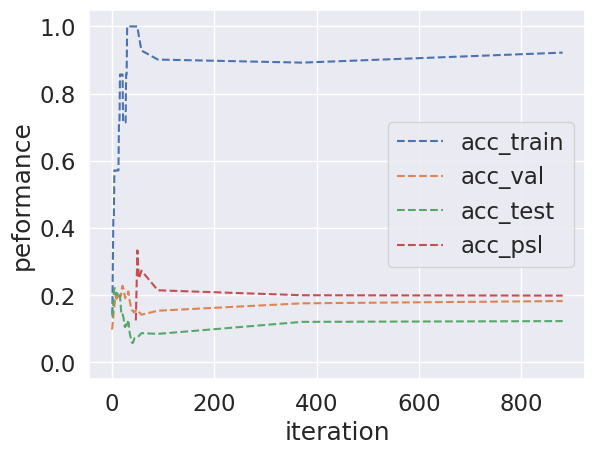 1.0
0.8
0.6
0.4
0.2
0.0
peformance
acc_train
acc_val
acc_test
acc_psl
0 200 400 600 800
iteration